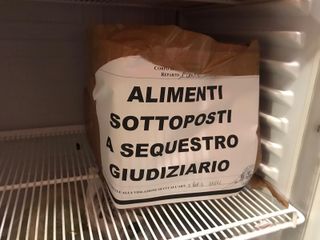 ALIMENTI
SOTTOPOSTI
A SEQUESTRO
GIUDIZIARIO